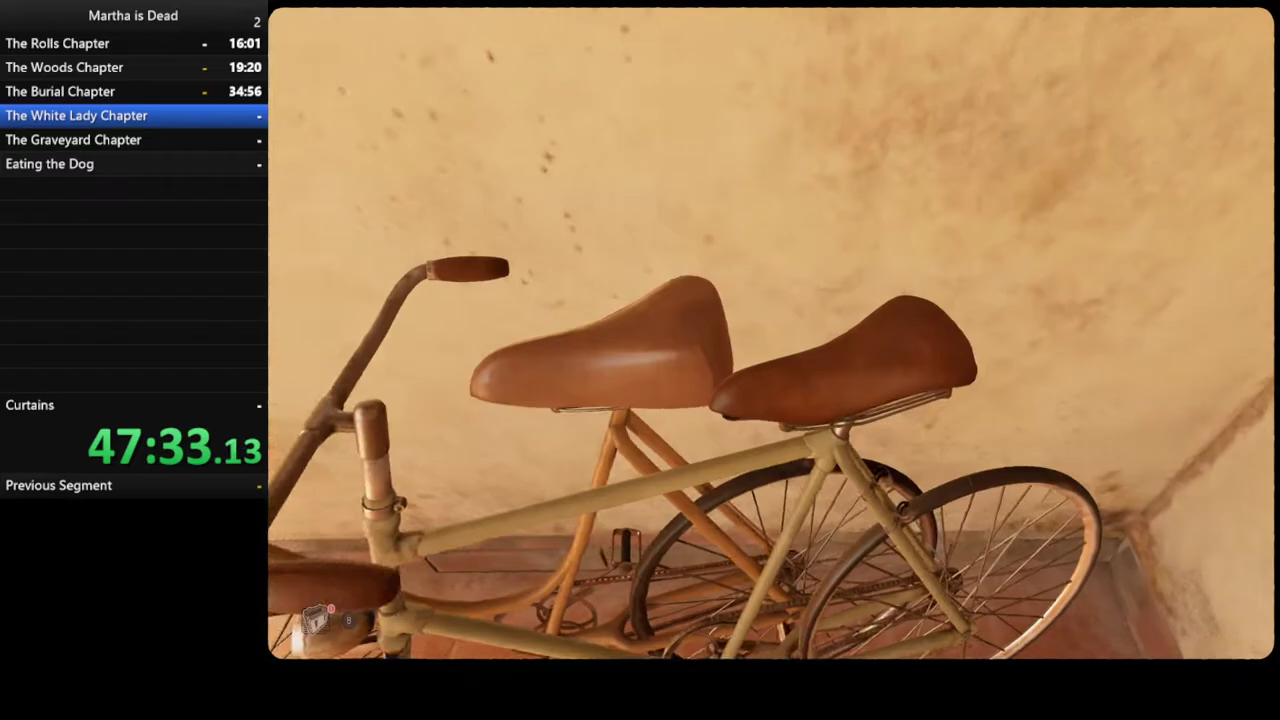 Martha is Dead
2
The Rolls Chapter - 16:01
The Woods Chapter - 19:20
The Burial Chapter - 34:56
The White Lady Chapter -
The Graveyard Chapter -
Eating the Dog -
Curtains -
47:33.13
Previous Segment -
8